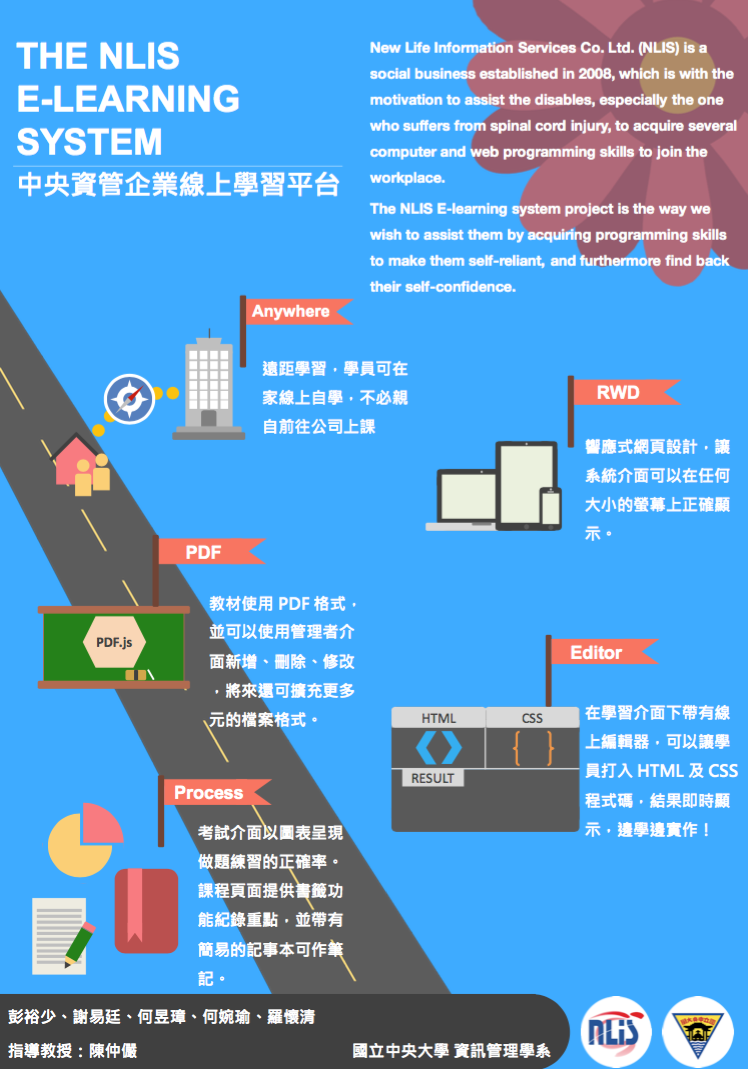 THE NLIS
E-LEARNING
SYSTEM
中央資管企業線上學習平台
New Life Information Services Co. Ltd. (NLIS) is a
social business established in 2008, which is with the
motivation to assist the disables, especially the one
who suffers from spinal cord injury, to acquire several
computer and web programming skills to join the
workplace.
The NLIS E-learning system project is the way we
wish to assist them by acquiring programming skills
to make them self-reliant, and furthermore find back
their self-confidence.
Anywhere
遠距學習，學員可在
家線上自學，不必親
自前往公司上課
RWD
響應式網頁設計，讓
系統介面可以在任何
大小的螢幕上正確顯
示。
PDF
PDF.js
教材使用 PDF 格式，
並可以使用管理者介
面新增、刪除、修改
，將來還可擴充更多
元的檔案格式。
Editor
HTML
CSS
RESULT
在學習介面下帶有線
上編輯器，可以讓學
員打入 HTML 及 CSS
程式碼，結果即時顯
示，邊學邊實作！
Process
考試介面以圖表呈現
做題練習的正確率。
課程頁面提供書籤功
能紀錄重點，並帶有
簡易的記事本可作筆
記。
彭裕少、謝易廷、何昱璋、何婉瑜、羅懷清
指導教授：陳仲儼
國立中央大學 資訊管理學系
NLIS